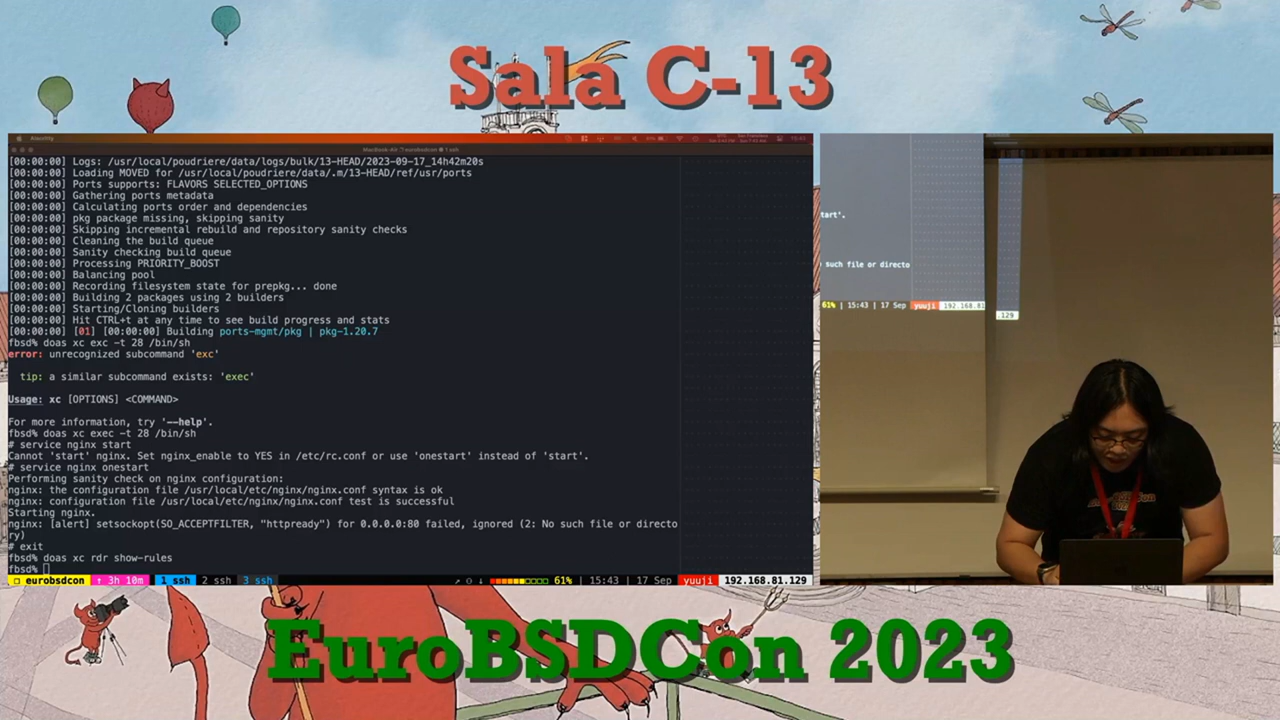 Sala C-13
[00:00:00] Logs: /usr/local/poudriere/data/logs/bulk/13-HEAD/2023-09-17_14h42m20s
[00:00:00] Loading MOVED for /usr/local/poudriere/data/.m/13-HEAD/ref/usr/ports
[00:00:00] Ports supports: FLAVORS SELECTED_OPTIONS
[00:00:00] Gathering ports metadata
[00:00:00] Calculating ports order and dependencies
[00:00:00] pkg package missing, skipping sanity
[00:00:00] Skipping incremental rebuild and repository sanity checks
[00:00:00] Cleaning the build queue
[00:00:00] Sanity checking build queue
[00:00:00] Processing PRIORITY_BOOST
[00:00:00] Balancing pool
[00:00:00] Recording filesystem state for prepkg... done
[00:00:00] Building 2 packages using 2 builders
[00:00:00] Starting/Cloning builders
[00:00:00] Hit CTRL+t at any time to see build progress and stats
[00:00:00] [01] [00:00:00] Building ports-mgmt/pkg | pkg-1.20.7
fbsd% doas xc exec -t 28 /bin/sh
error: unrecognized subcommand 'exc'
tip: a similar subcommand exists: 'exec'
Usage: xc [OPTIONS] <COMMAND>
For more information, try '--help'.
fbsd% doas xc exec -t 28 /bin/sh
# service nginx start
Cannot 'start' nginx. Set nginx_enable to YES in /etc/rc.conf or use 'onestart' instead of 'start'.
# service nginx onestart
Performing sanity check on nginx configuration:
nginx: the configuration file /usr/local/etc/nginx/nginx.conf syntax is ok
nginx: configuration file /usr/local/etc/nginx/nginx.conf test is successful
Starting nginx.
nginx: [alert] setsockopt(SO_ACCEPTFILTER, "httpready") for 0.0.0.0:80 failed, ignored (2: No such file or directo
ry)
# exit
fbsd% doas xc rdr show-rules
fbsd%
eurobsdcon ↑ 3h 10m 1 ssh 2 ssh 3 ssh 61% | 15:43 | 17 Sep yuuji 192.168.81.129
tart'.
such file or directo
61% | 15:43 | 17 Sep yuuji 192.168.81
.129
EuroBSDCon 2023